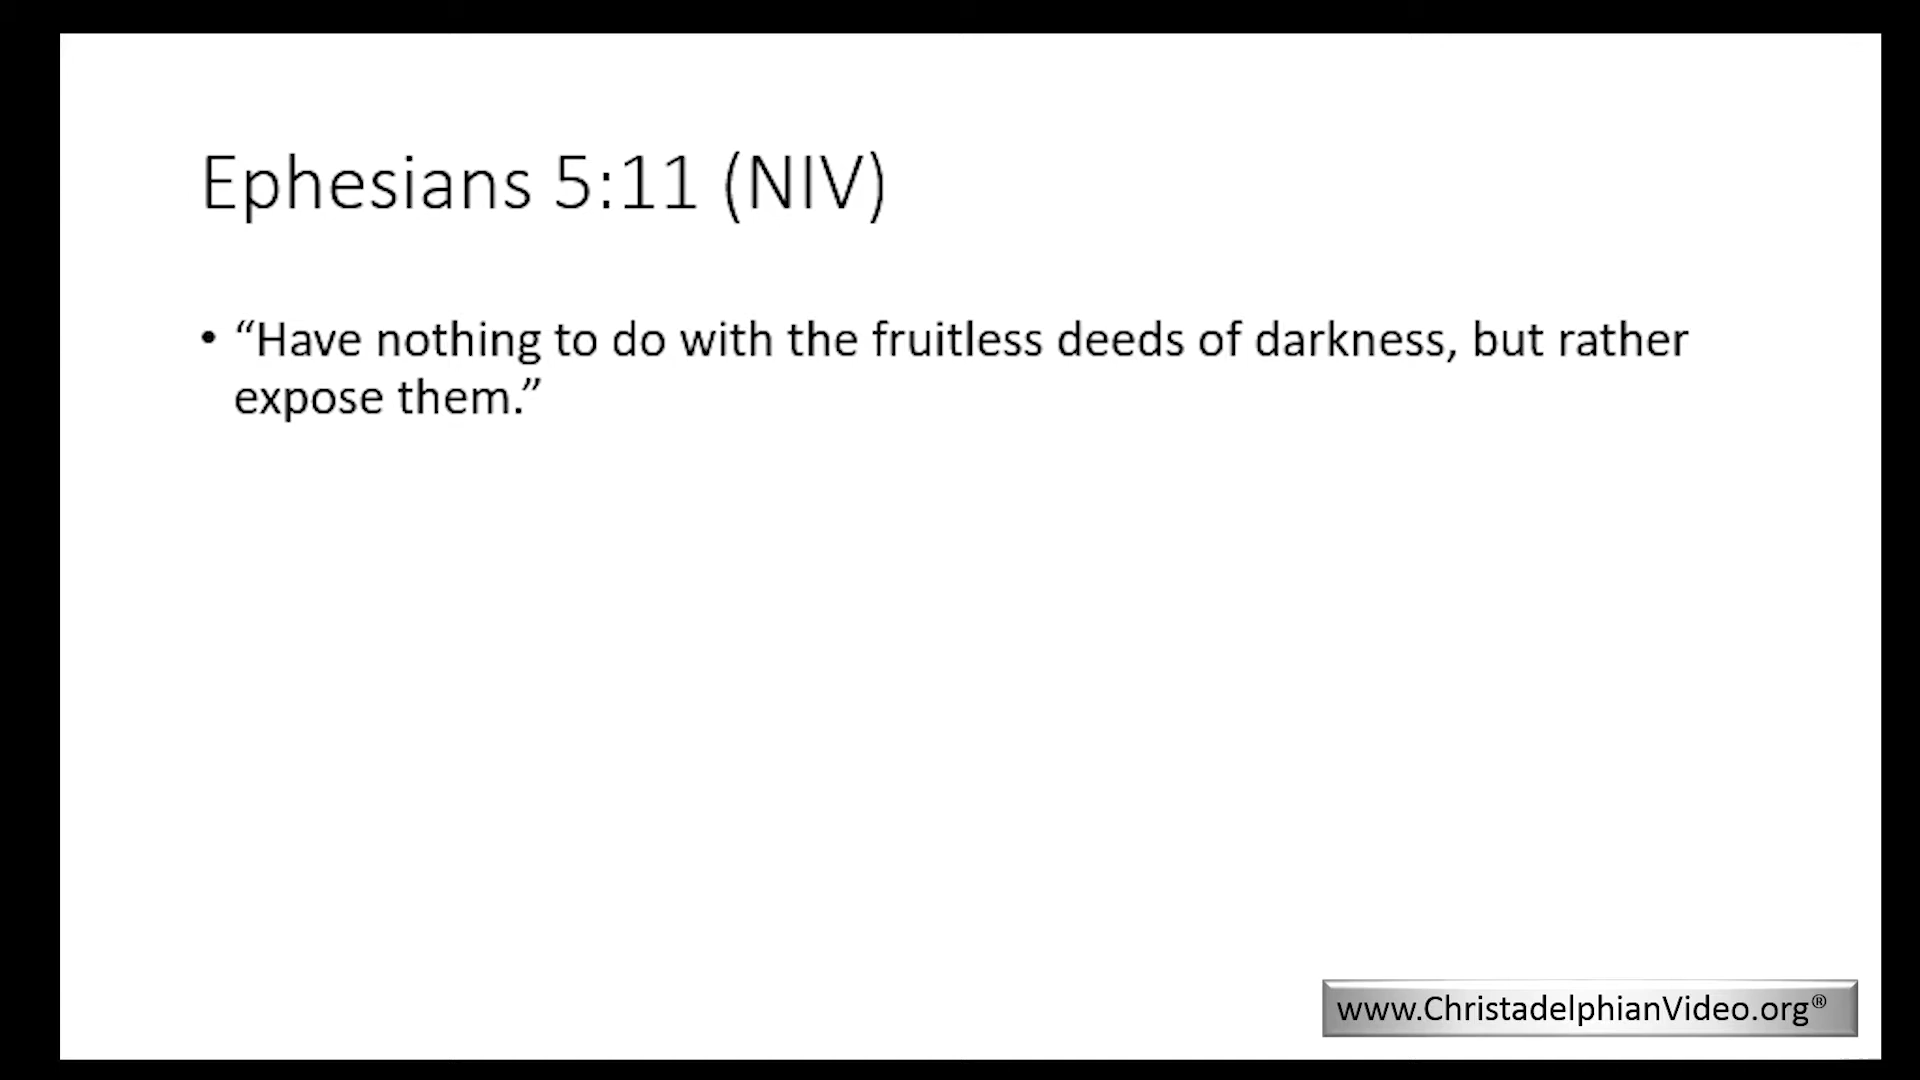 Ephesians 5:11 (NIV)
• “Have nothing to do with the fruitless deeds of darkness, but rather
expose them.”
www.ChristadelphianVideo.org®